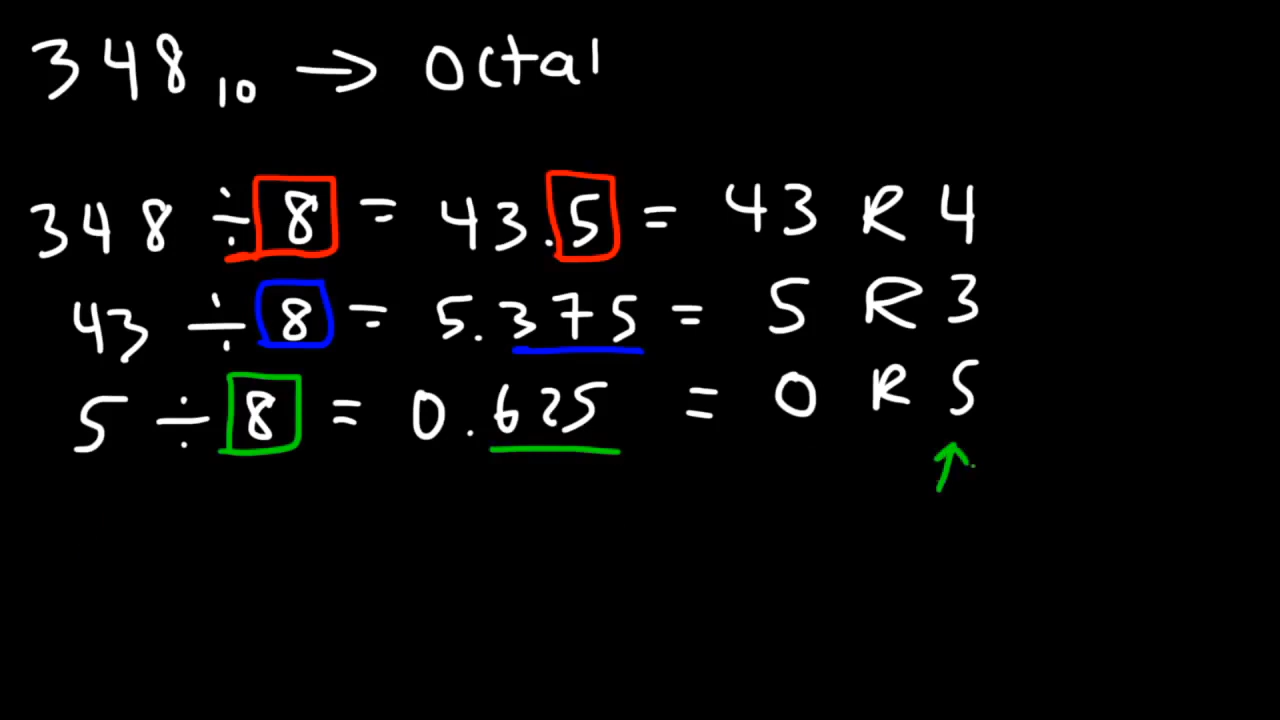 348₁₀ → Octal
348 ÷ 8 = 43.5 = 43 R 4
43 ÷ 8 = 5.375 = 5 R 3
5 ÷ 8 = 0.625 = 0 R 5